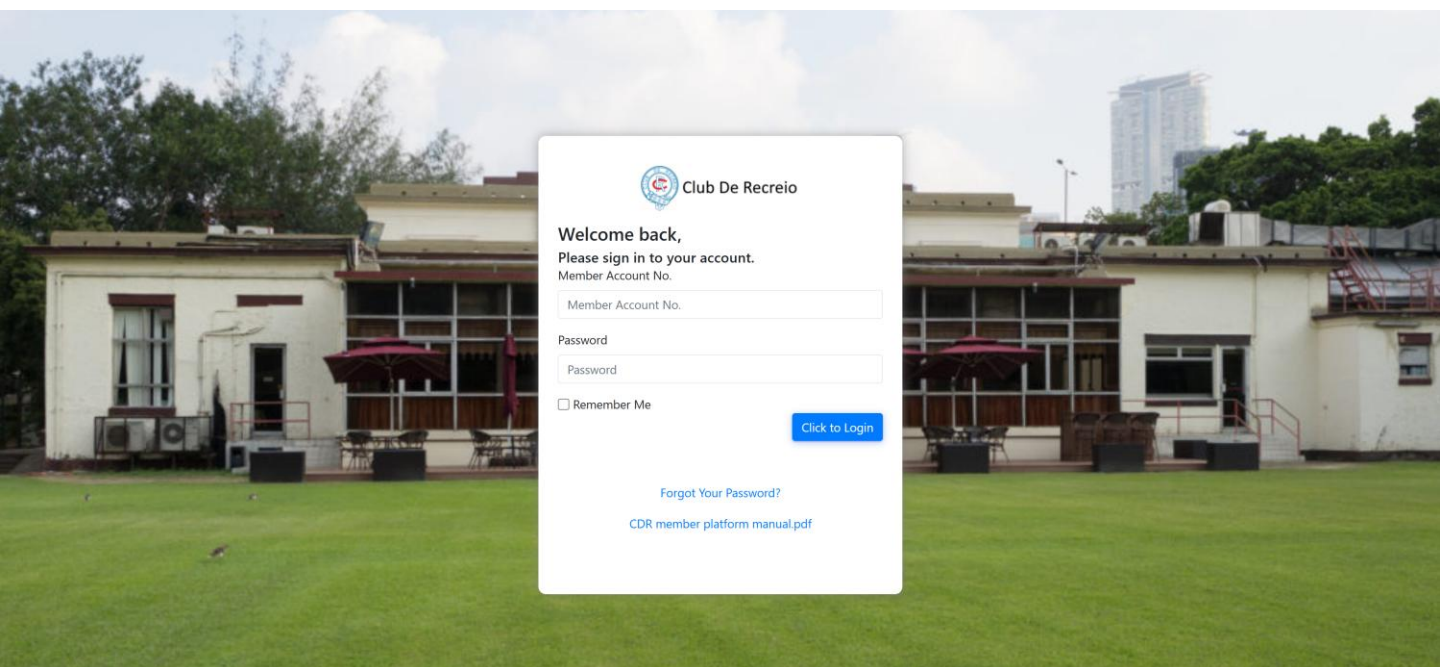 Club De Recreio
Welcome back,
Please sign in to your account.
Member Account No.
Member Account No.
Password
Password
Remember Me
Click to Login
Forgot Your Password?
CDR member platform manual.pdf